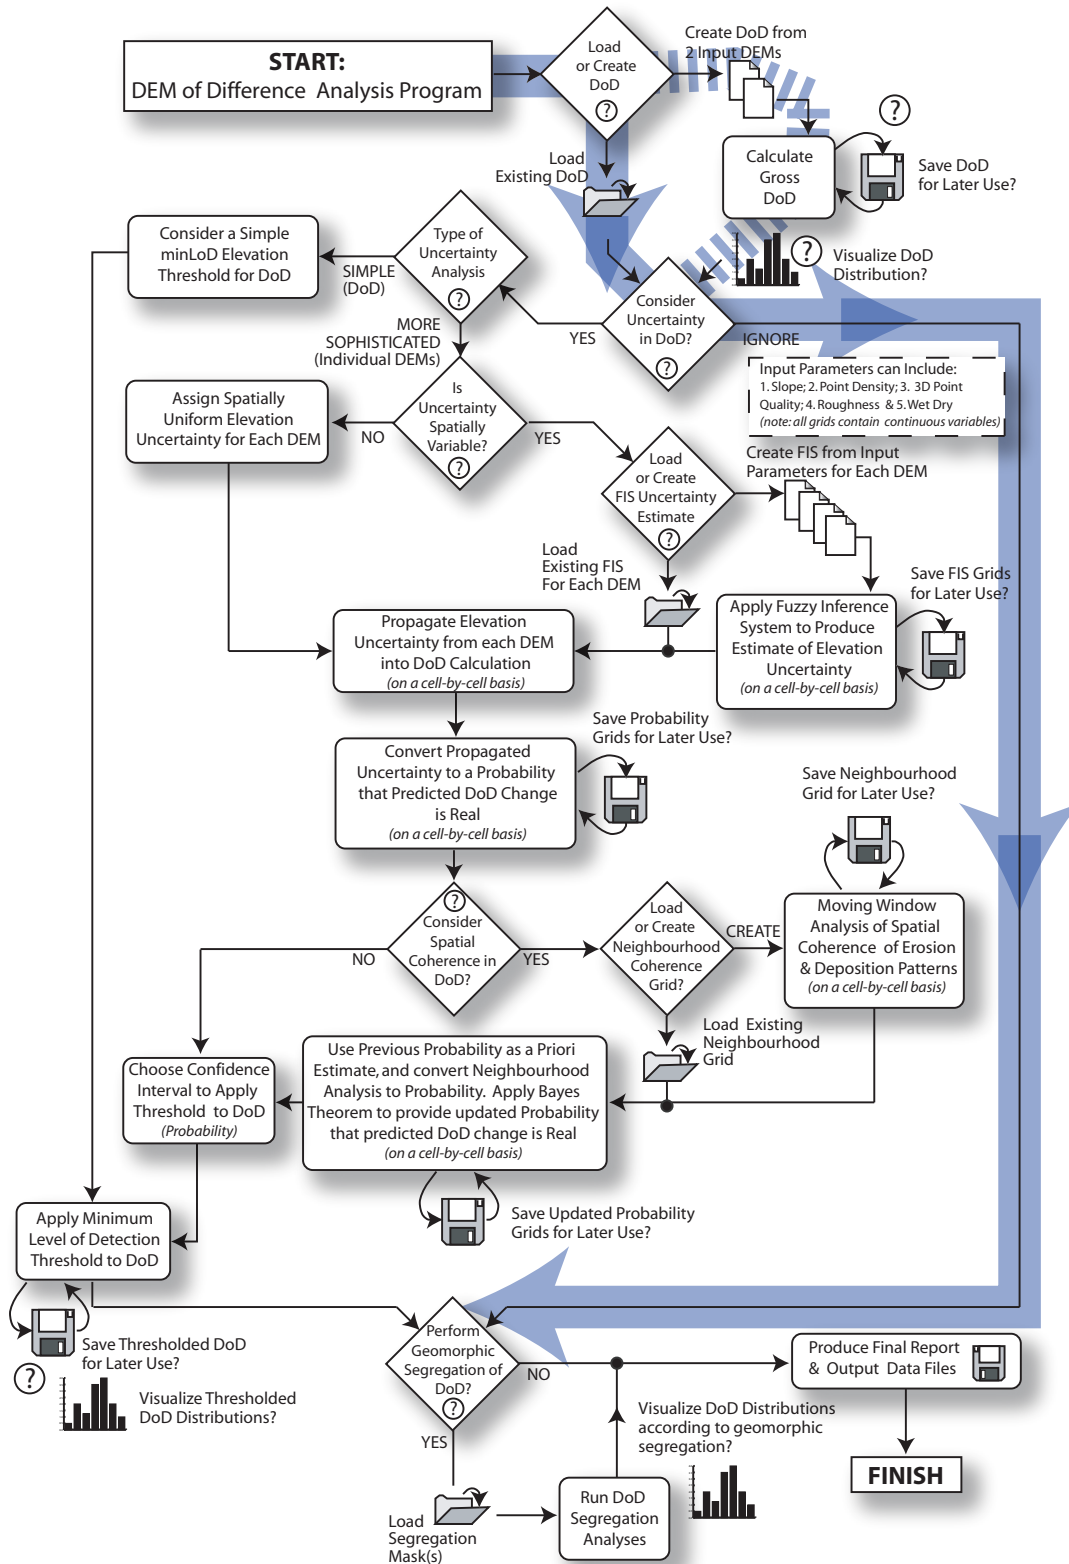 START:
DEM of Difference Analysis Program
Load
or Create
DoD
?
Create DoD from
2 Input DEMs
Load
Existing DoD
Calculate
Gross
DoD
?
Save DoD
for Later Use?
Consider a Simple
minLoD Elevation
Threshold for DoD
SIMPLE
(DoD)
Type of
Uncertainty
Analysis
?
?
Visualize DoD
Distribution?
Consider
Uncertainty
in DoD?
?
YES
IGNORE
MORE
SOPHISTICATED
(Individual DEMs)
Input Parameters can Include:
1. Slope; 2. Point Density; 3. 3D Point
Quality; 4. Roughness & 5. Wet Dry
(note: all grids contain continuous variables)
Assign Spatially
Uniform Elevation
Uncertainty for Each DEM
NO
Is
Uncertainty
Spatially
Variable?
?
YES
Load
or Create
FIS Uncertainty
Estimate
?
Create FIS from Input
Parameters for Each DEM
Load
Existing FIS
For Each DEM
Save FIS Grids
for Later Use?
Propagate Elevation
Uncertainty from each DEM
into DoD Calculation
(on a cell-by-cell basis)
Apply Fuzzy Inference
System to Produce
Estimate of Elevation
Uncertainty
(on a cell-by-cell basis)
Save Probability
Grids for Later Use?
Convert Propagated
Uncertainty to a Probability
that Predicted DoD Change
is Real
(on a cell-by-cell basis)
Save Neighbourhood
Grid for Later Use?
?
Consider
Spatial
Coherence in
DoD?
NO
YES
Load
or Create
Neighbourhood
Coherence
Grid?
CREATE
Moving Window
Analysis of Spatial
Coherence of Erosion
& Deposition Patterns
(on a cell-by-cell basis)
Load Existing
Neighbourhood
Grid
Choose Confidence
Interval to Apply
Threshold to DoD
(Probability)
Use Previous Probability as a Priori
Estimate, and convert Neighbourhood
Analysis to Probability. Apply Bayes
Theorem to provide updated Probability
that predicted DoD change is Real
(on a cell-by-cell basis)
Save Updated Probability
Grids for Later Use?
Apply Minimum
Level of Detection
Threshold to DoD
Save Thresholded DoD
for Later Use?
?
Visualize Thresholded
DoD Distributions?
Perform
Geomorphic
Segregation of
DoD?
?
NO
YES
Produce Final Report
& Output Data Files
Visualize DoD Distributions
according to geomorphic
segregation?
FINISH
Load
Segregation
Mask(s)
Run DoD
Segregation
Analyses